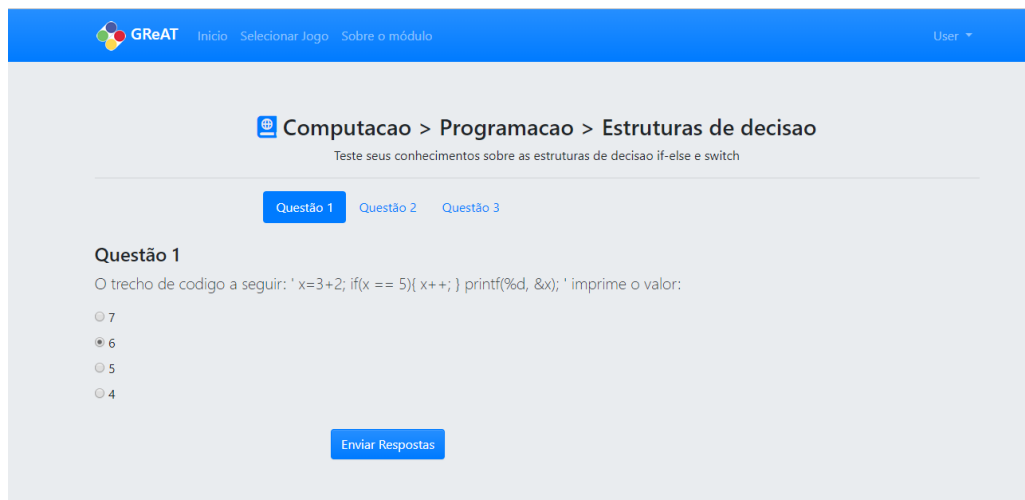 GReAT Inicio Selecionar Jogo Sobre o módulo User
Computacao > Programacao > Estruturas de decisao
Teste seus conhecimentos sobre as estruturas de decisao if-else e switch
Questão 1 Questão 2 Questão 3
Questão 1
O trecho de codigo a seguir: ' x=3+2; if(x == 5){ x++; } printf(%d, &x); ' imprime o valor:
7
6
5
4
Enviar Respostas